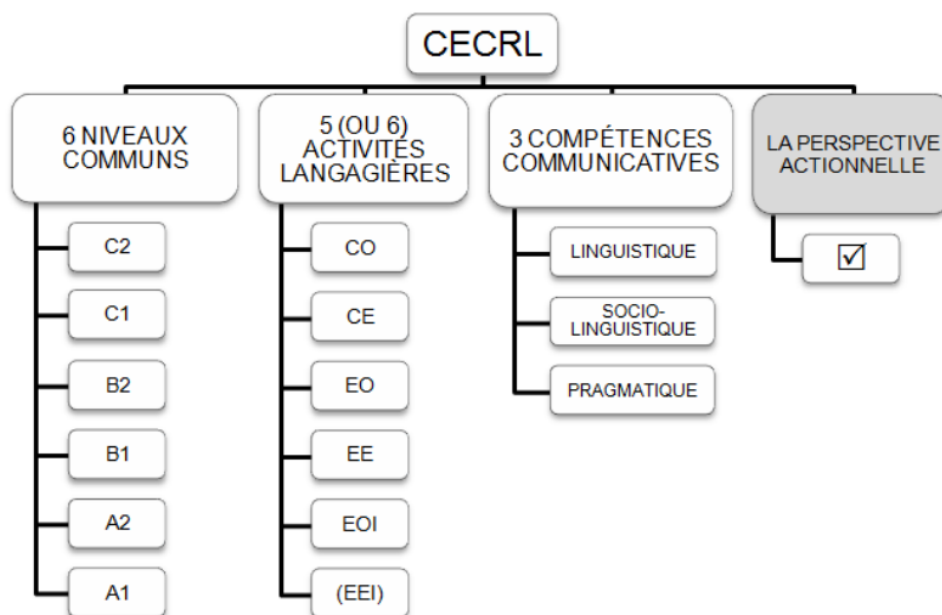 CECRL
6 NIVEAUX
COMMUNS
C2
C1
B2
B1
A2
A1
5 (OU 6)
ACTIVITÉS
LANGAGIÈRES
CO
CE
EO
EE
EOI
(EEI)
3 COMPÉTENCES
COMMUNICATIVES
LINGUISTIQUE
SOCIO-
LINGUISTIQUE
PRAGMATIQUE
LA PERSPECTIVE
ACTIONNELLE
☑